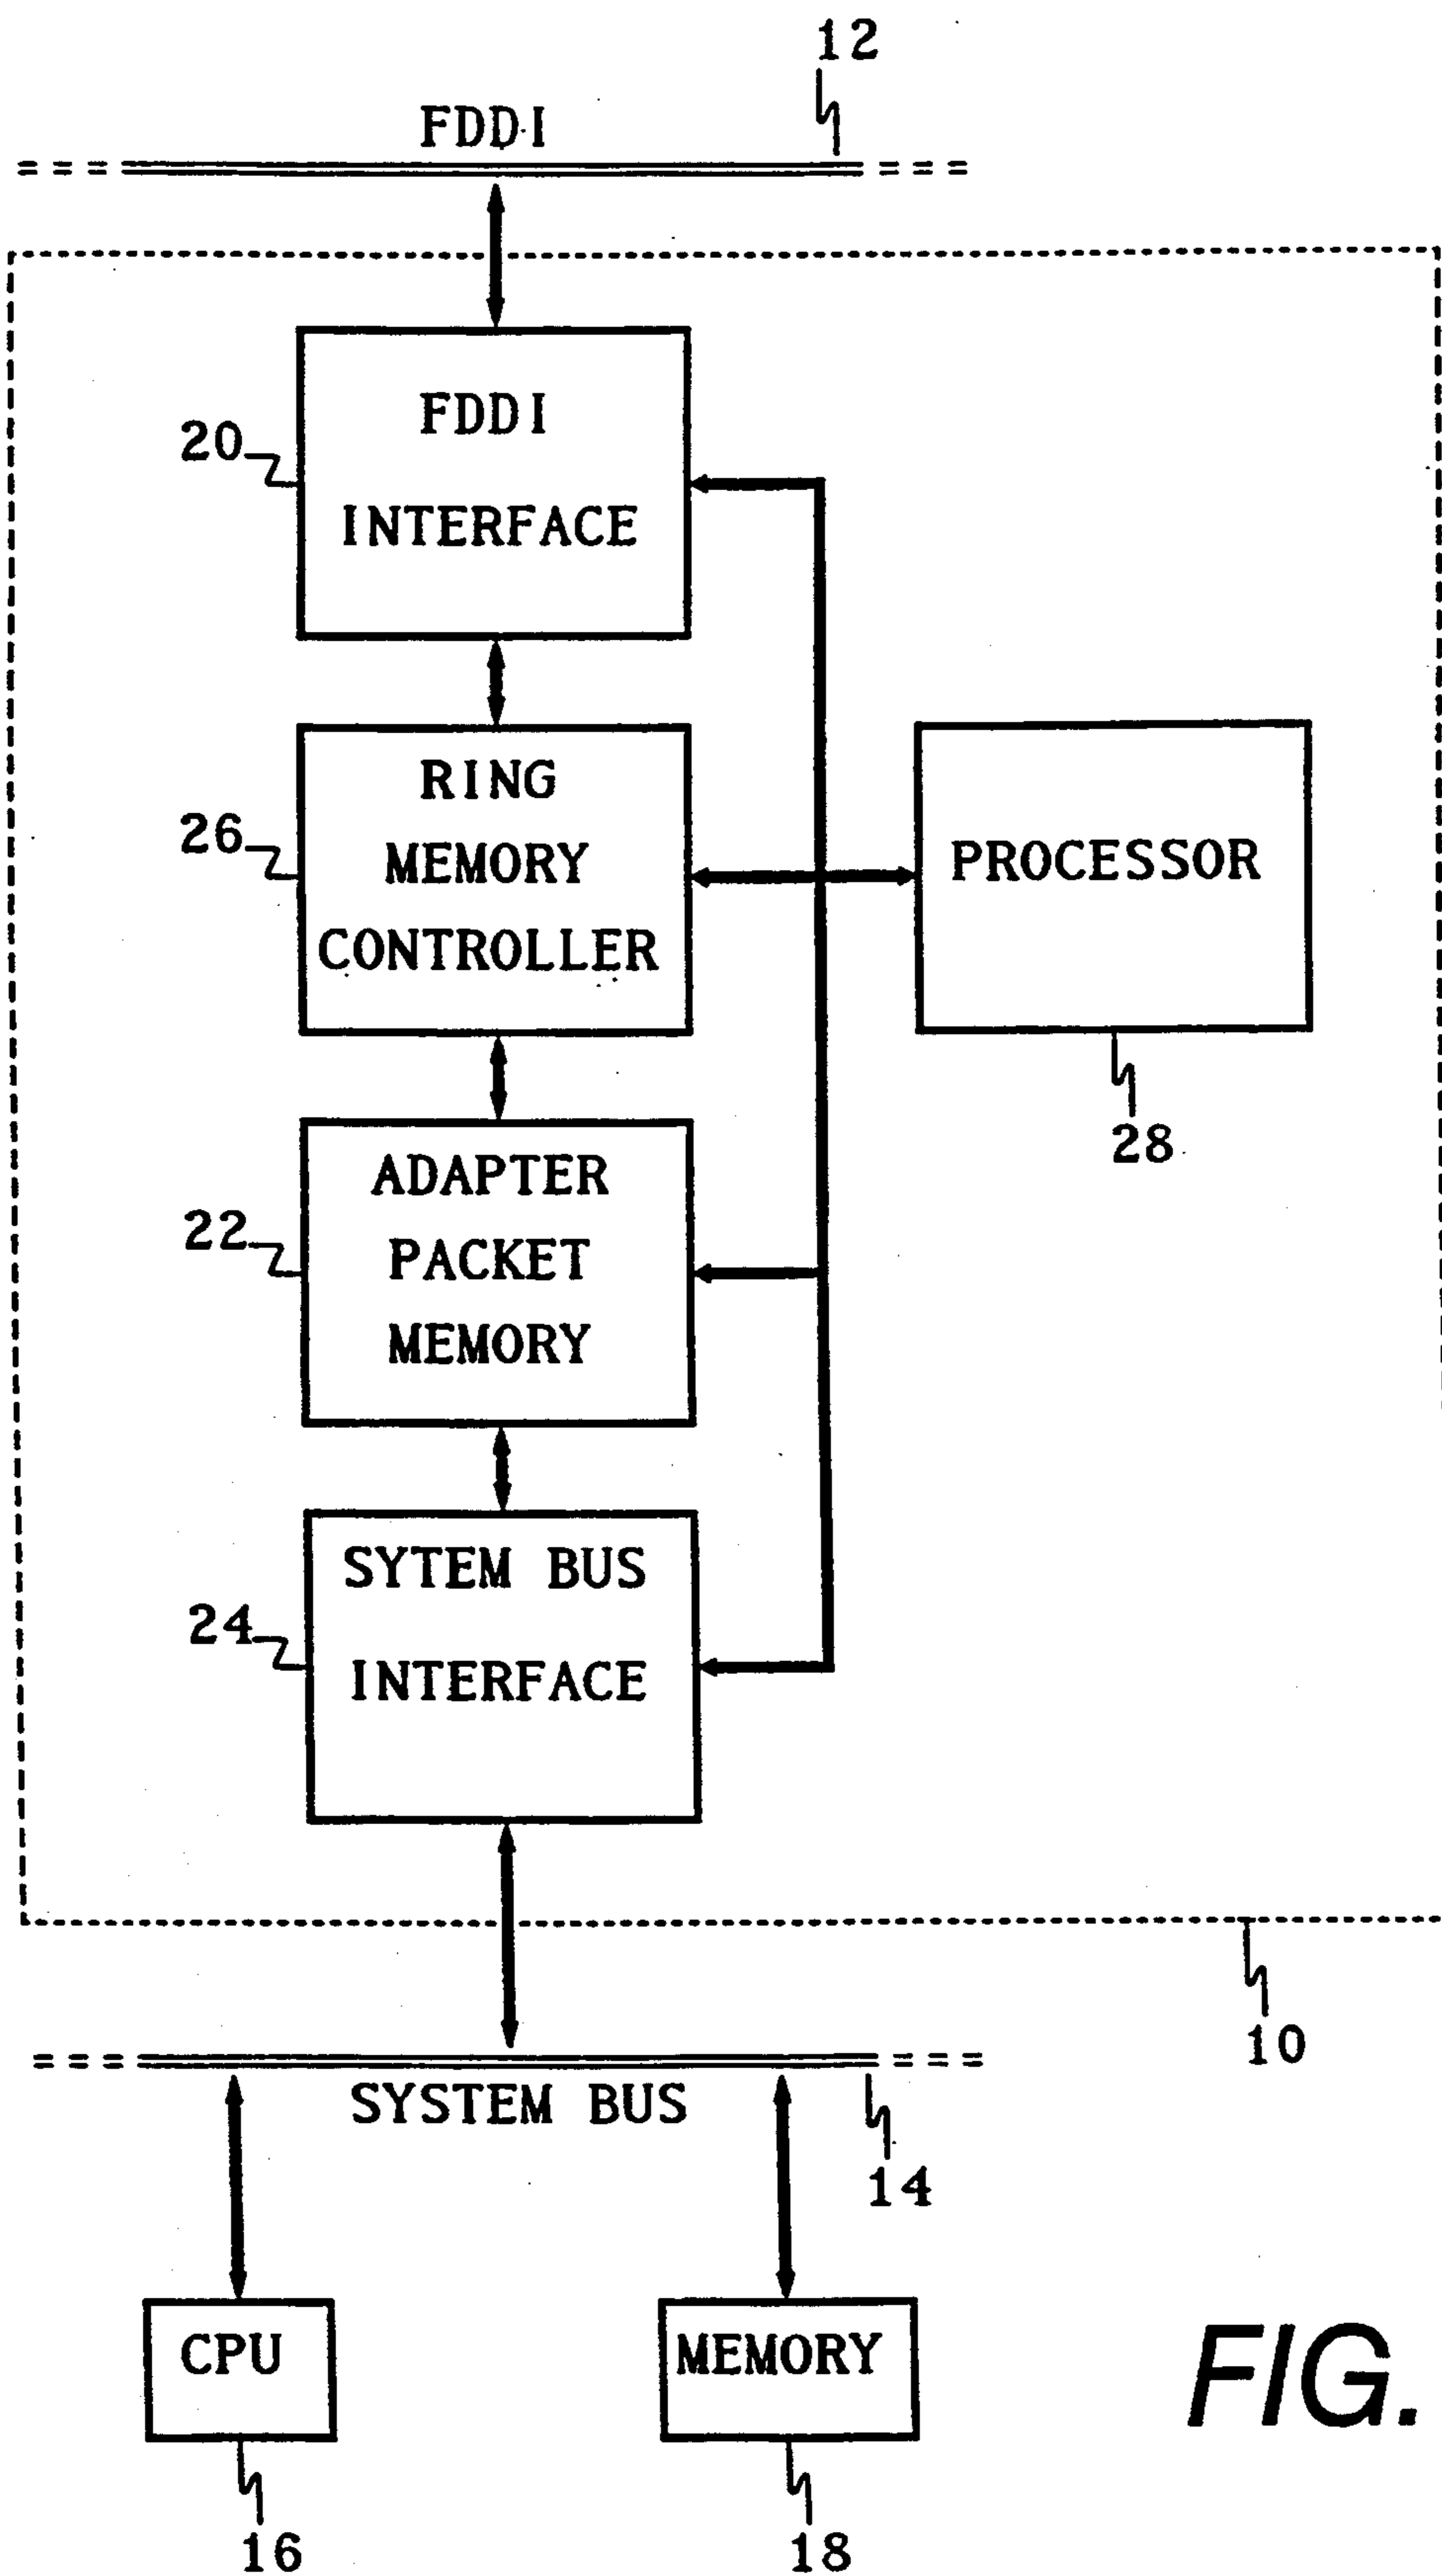 12
FDDI
FDDI
INTERFACE
20
RING
MEMORY
CONTROLLER
26
PROCESSOR
28
ADAPTER
PACKET
MEMORY
22
SYTEM BUS
INTERFACE
24
10
SYSTEM BUS
14
CPU
MEMORY
16
18
FIG.